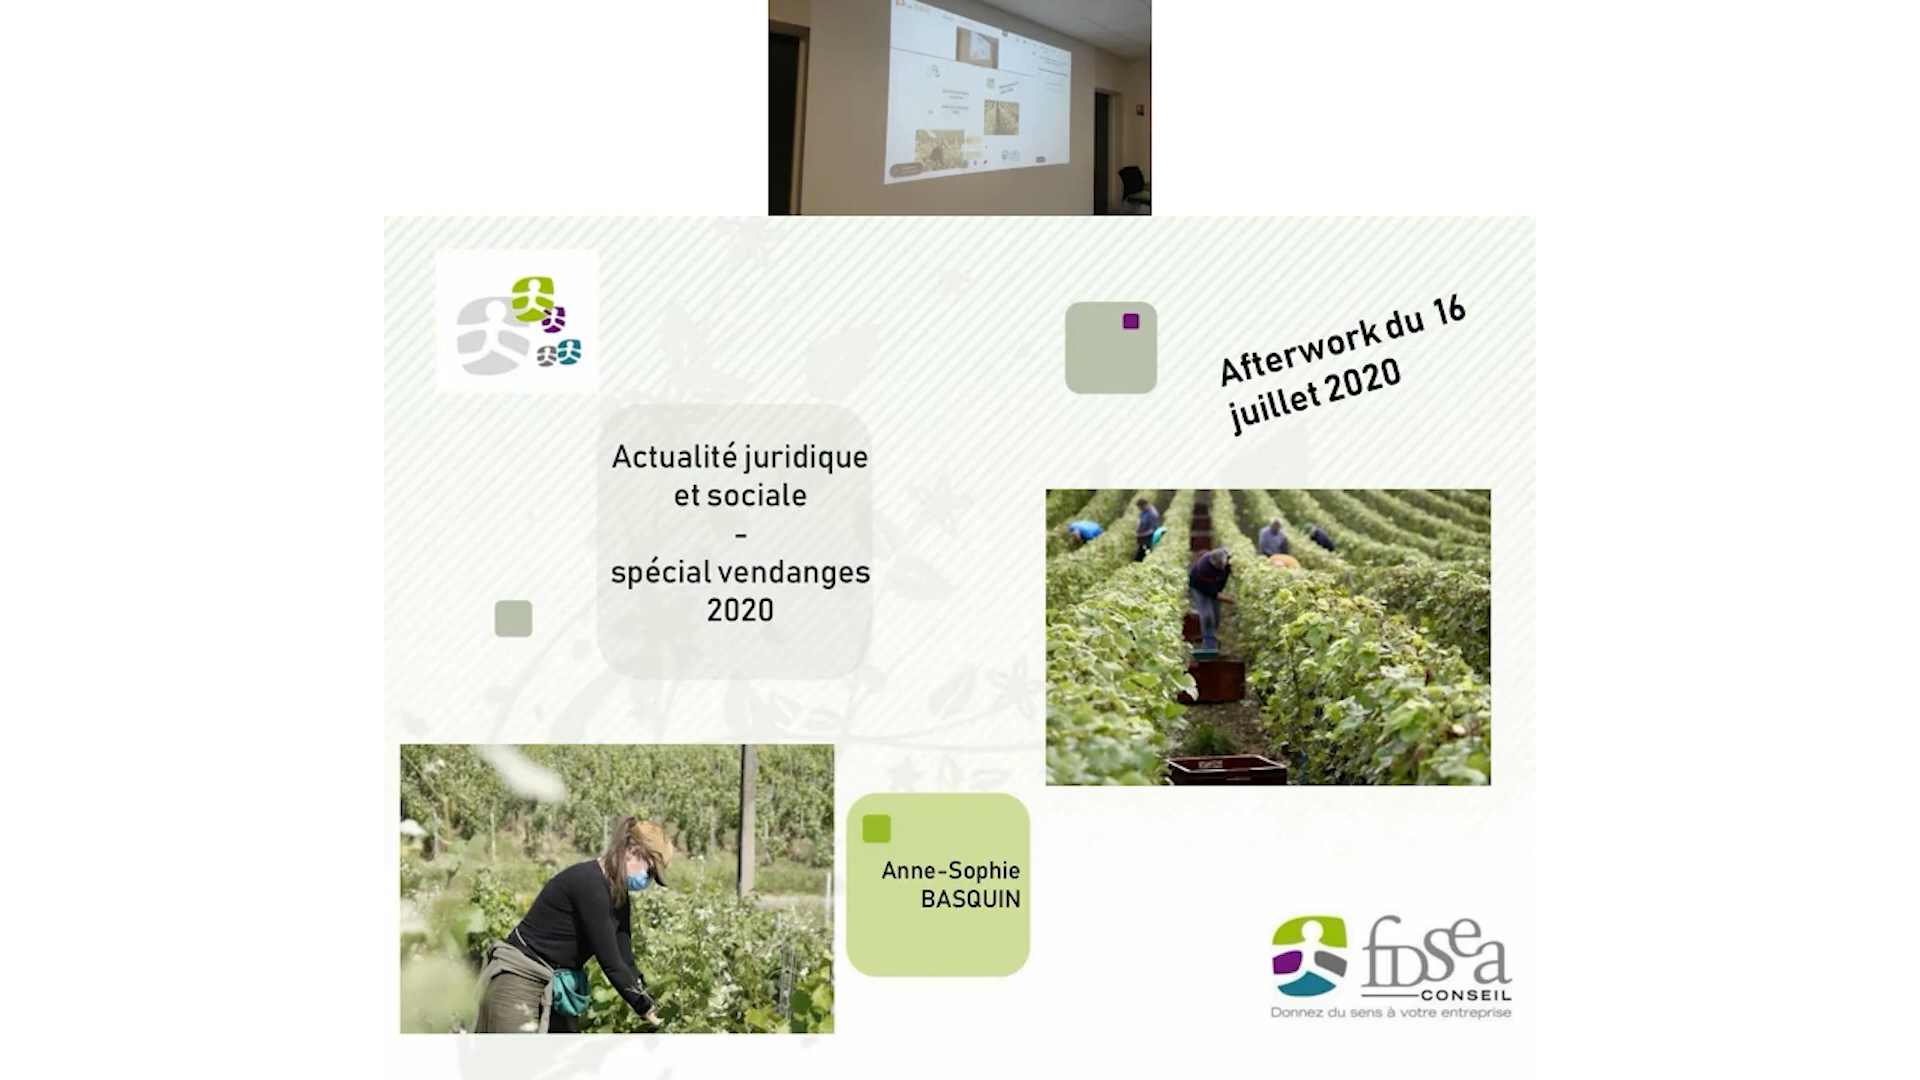 Afterwork du 16
juillet 2020
Actualité juridique
et sociale
-
spécial vendanges
2020
Anne-Sophie
BASQUIN
fdsea
CONSEIL
Donnez du sens à votre entreprise